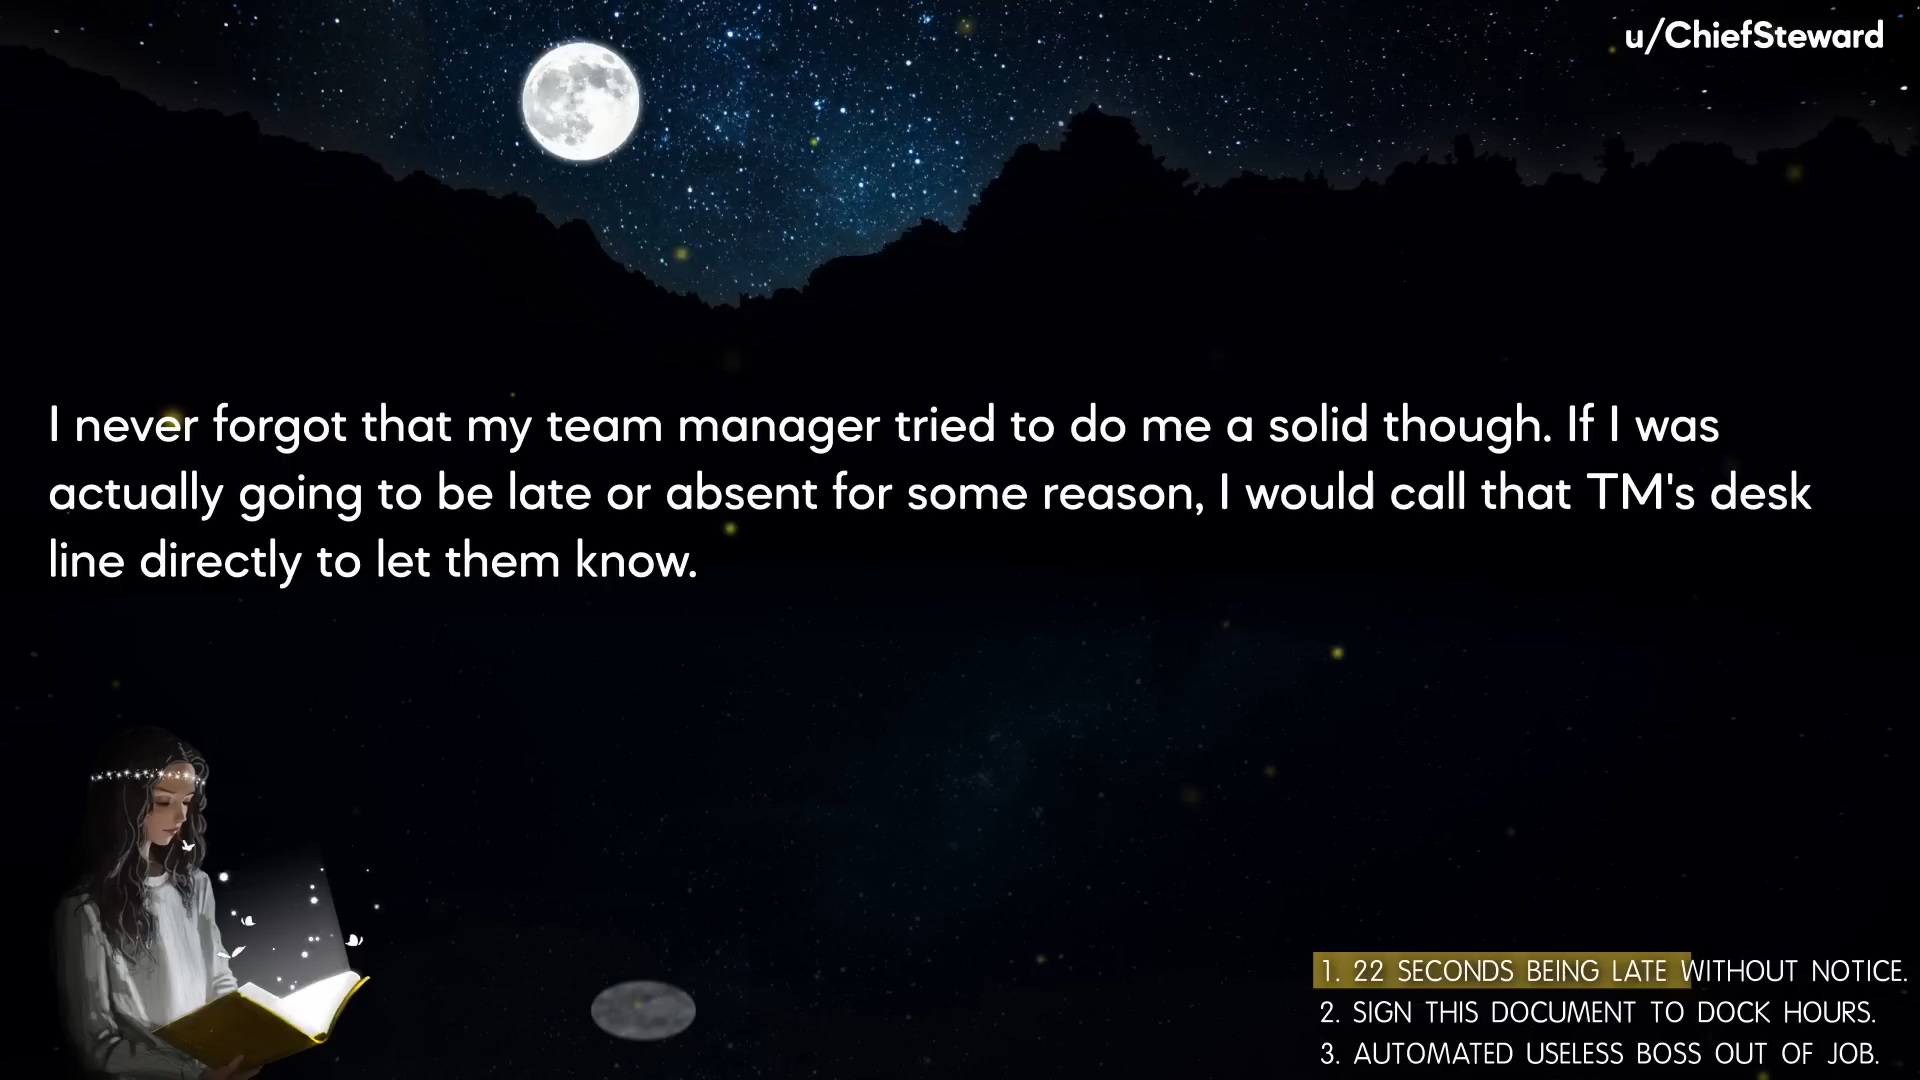 u/ChiefSteward
I never forgot that my team manager tried to do me a solid though. If I was
actually going to be late or absent for some reason, I would call that TM's desk
line directly to let them know.
1. 22 SECONDS BEING LATE WITHOUT NOTICE.
2. SIGN THIS DOCUMENT TO DOCK HOURS.
3. AUTOMATED USELESS BOSS OUT OF JOB.